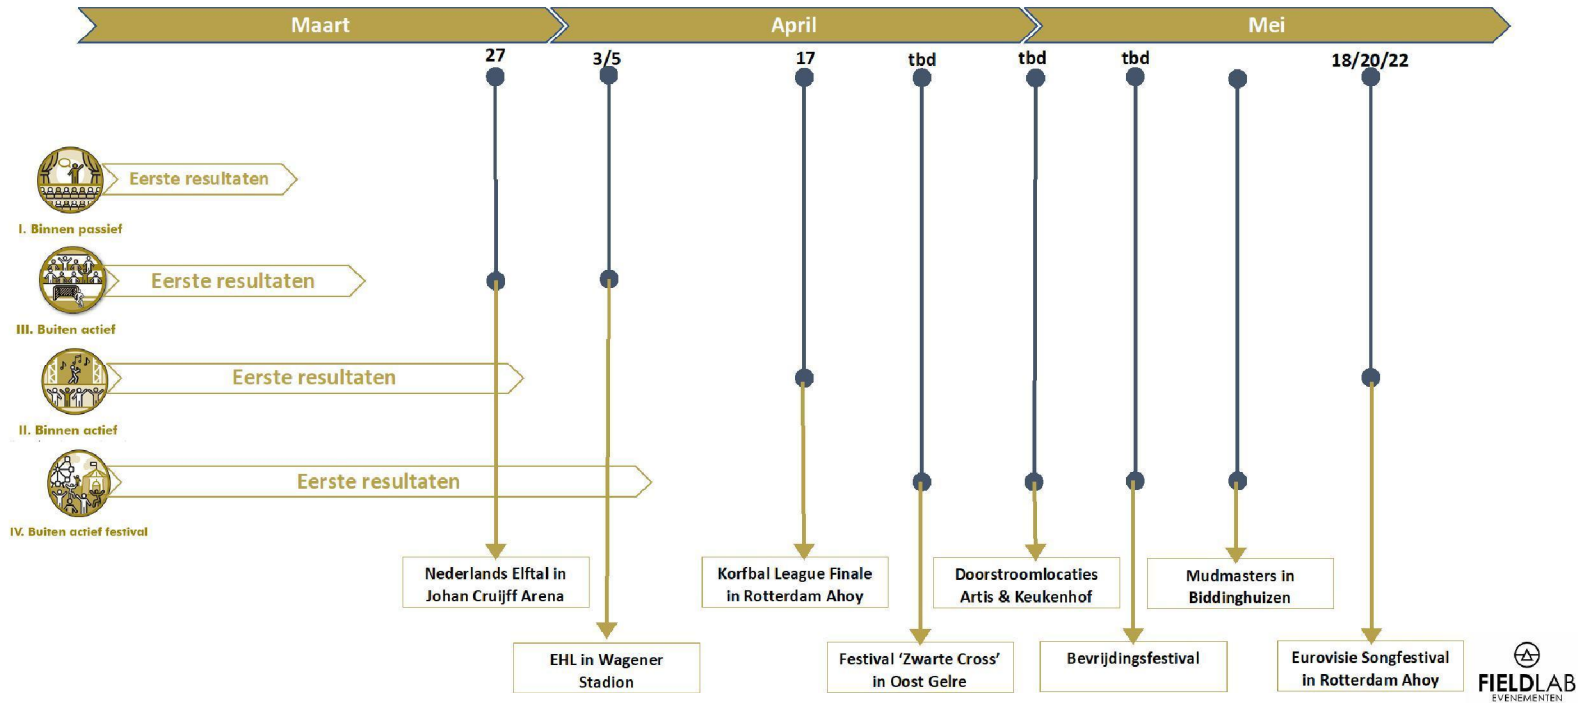 Maart
April
Mei
27
3/5
17
tbd
tbd
tbd
18/20/22
Eerste resultaten
I. Binnen passief
Eerste resultaten
III. Buiten actief
Eerste resultaten
II. Binnen actief
Eerste resultaten
IV. Buiten actief festival
Nederlands Elftal in
Johan Cruijff Arena
Korfbal League Finale
in Rotterdam Ahoy
Doorstroomlocaties
Artis & Keukenhof
Mudmasters in
Biddinghuizen
EHL in Wagener
Stadion
Festival ‘Zwarte Cross’
in Oost Gelre
Bevrijdingsfestival
Eurovisie Songfestival
in Rotterdam Ahoy
FIELDLAB
EVENEMENTEN